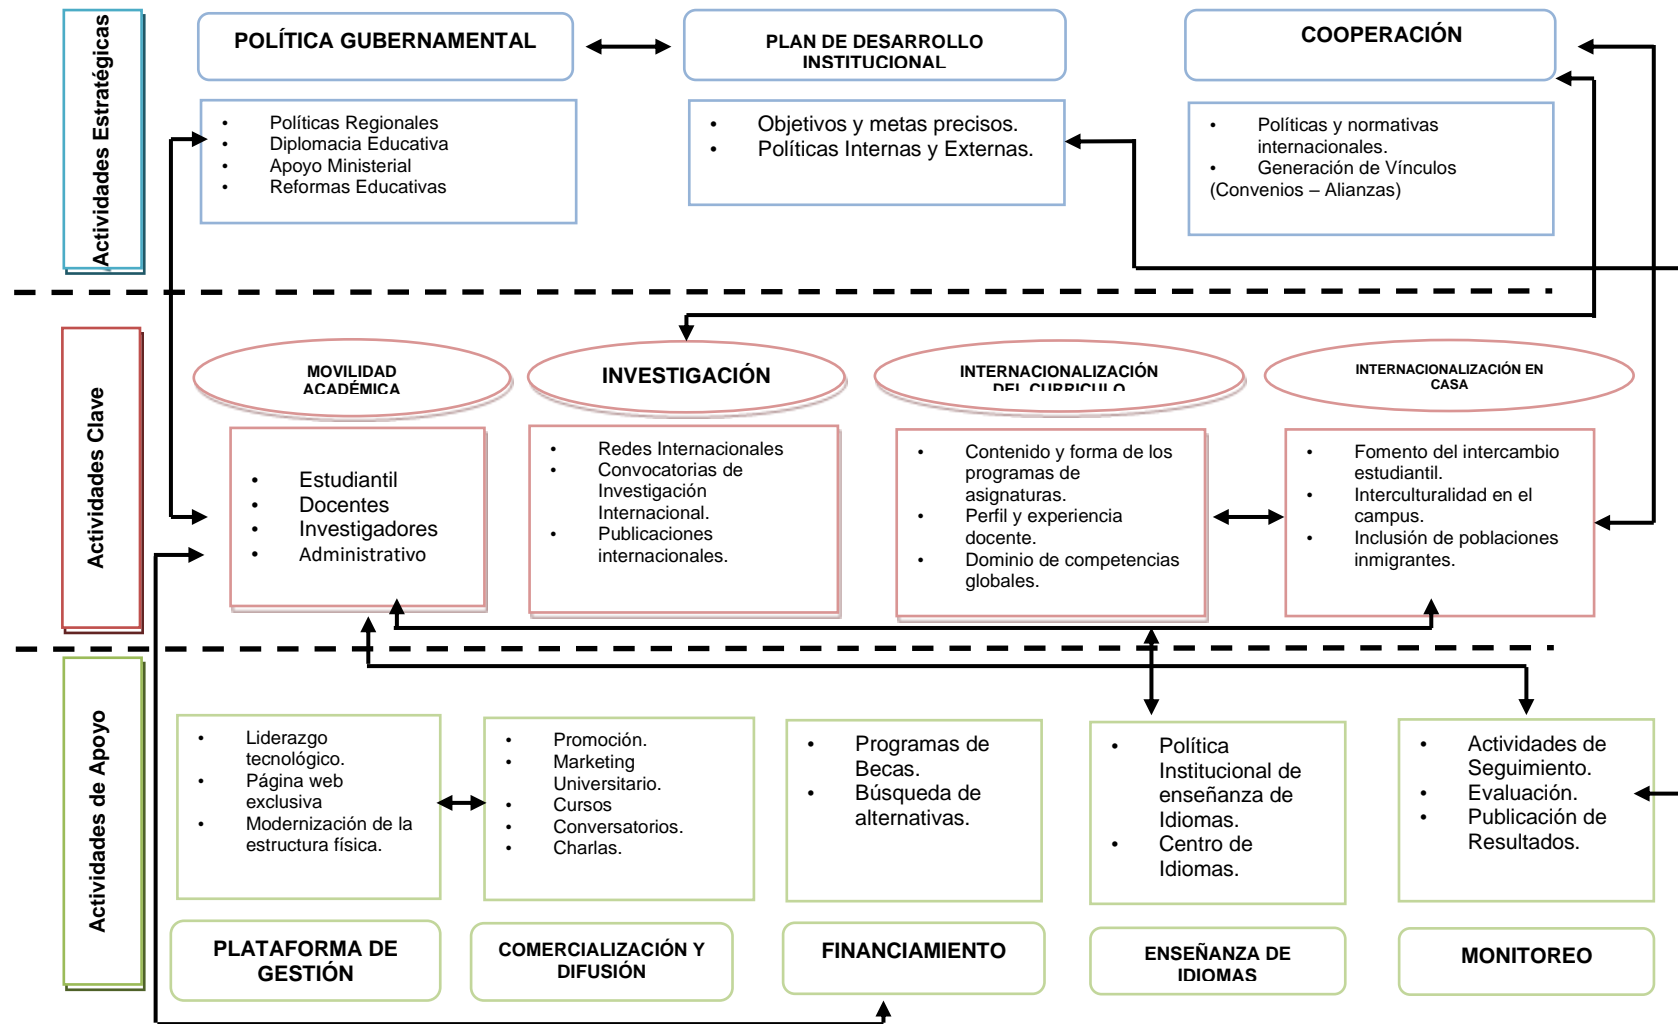 Actividades Estratégicas
POLÍTICA GUBERNAMENTAL
PLAN DE DESARROLLO
INSTITUCIONAL
COOPERACIÓN
• Políticas Regionales
• Diplomacia Educativa
• Apoyo Ministerial
• Reformas Educativas
• Objetivos y metas precisos.
• Políticas Internas y Externas.
• Políticas y normativas
internacionales.
• Generación de Vínculos
(Convenios – Alianzas)
Actividades Clave
MOVILIDAD
ACADÉMICA
INVESTIGACIÓN
INTERNACIONALIZACIÓN
DEL CURRICULO
INTERNACIONALIZACIÓN EN
CASA
• Estudiantil
• Docentes
• Investigadores
• Administrativo
• Redes Internacionales
• Convocatorias de
Investigación
Internacional.
• Publicaciones
internacionales.
• Contenido y forma de los
programas de
asignaturas.
• Perfil y experiencia
docente.
• Dominio de competencias
globales.
• Fomento del intercambio
estudiantil.
• Interculturalidad en el
campus.
• Inclusión de poblaciones
inmigrantes.
Actividades de Apoyo
• Liderazgo
tecnológico.
• Página web
exclusiva
• Modernización de la
estructura física.
• Promoción.
• Marketing
Universitario.
• Cursos
• Conversatorios.
• Charlas.
• Programas de
Becas.
• Búsqueda de
alternativas.
• Política
Institucional de
enseñanza de
Idiomas.
• Centro de
Idiomas.
• Actividades de
Seguimiento.
• Evaluación.
• Publicación de
Resultados.
PLATAFORMA DE
GESTIÓN
COMERCIALIZACIÓN Y
DIFUSIÓN
FINANCIAMIENTO
ENSEÑANZA DE
IDIOMAS
MONITOREO